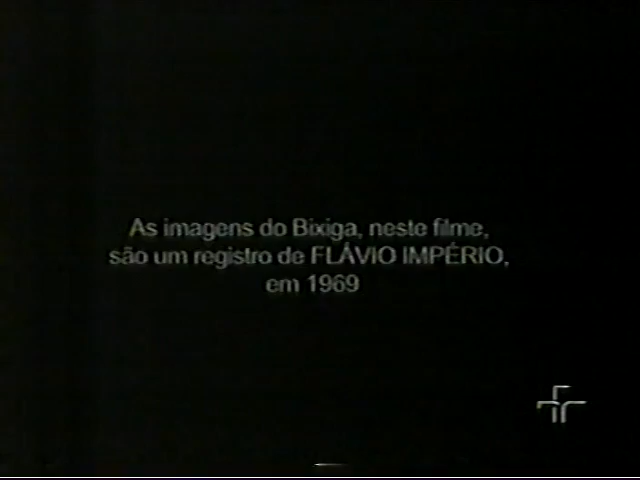 As imagens do Bixiga, neste filme,
são um registro de FLÁVIO IMPÉRIO,
em 1969